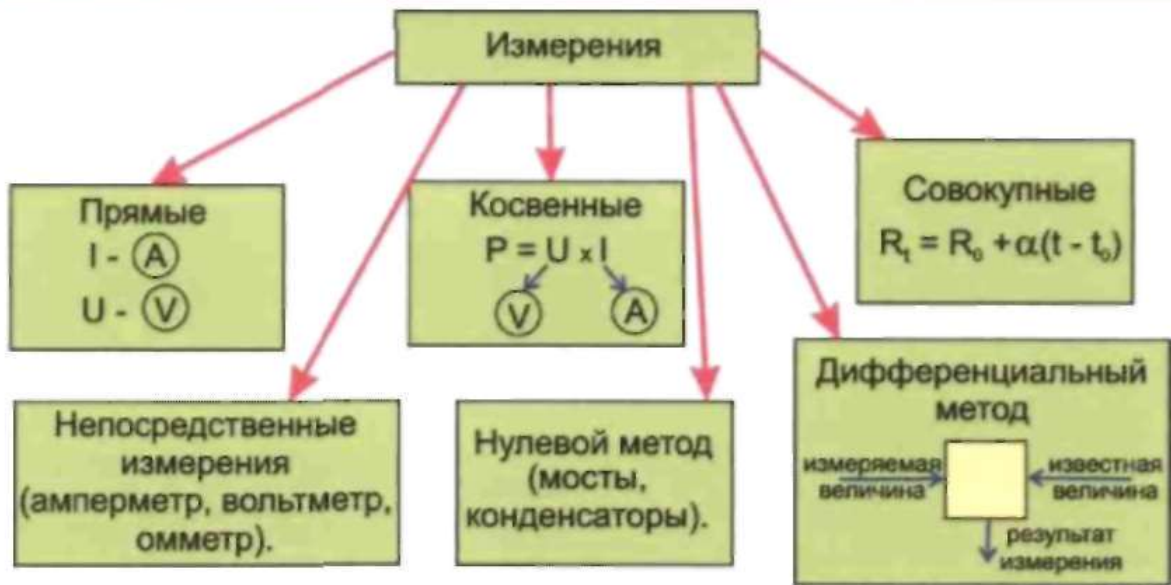 Измерения
Прямые
I - A
U - V
Косвенные
P = U x I
V A
Совокупные
Rₜ = R₀ + α(t - t₀)
Непосредственные
измерения
(амперметр, вольтметр,
омметр).
Нулевой метод
(мосты,
конденсаторы).
Дифференциальный
метод
измеряемая
величина
известная
величина
результат
измерения